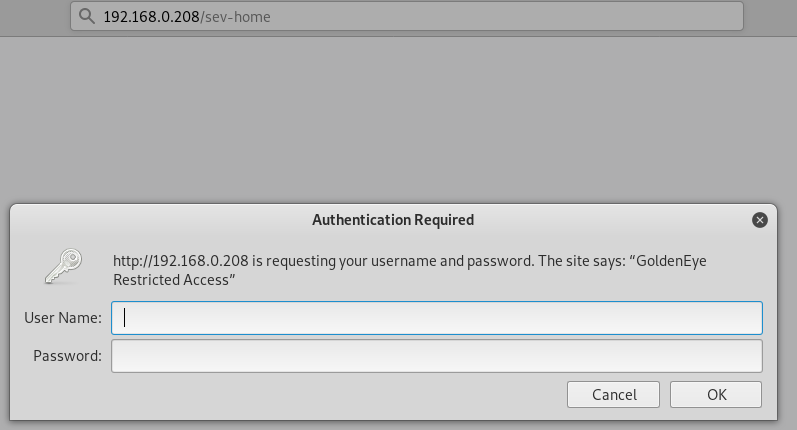 192.168.0.208/sev-home
Authentication Required
http://192.168.0.208 is requesting your username and password. The site says: “GoldenEye
Restricted Access”
User Name:
Password:
Cancel OK